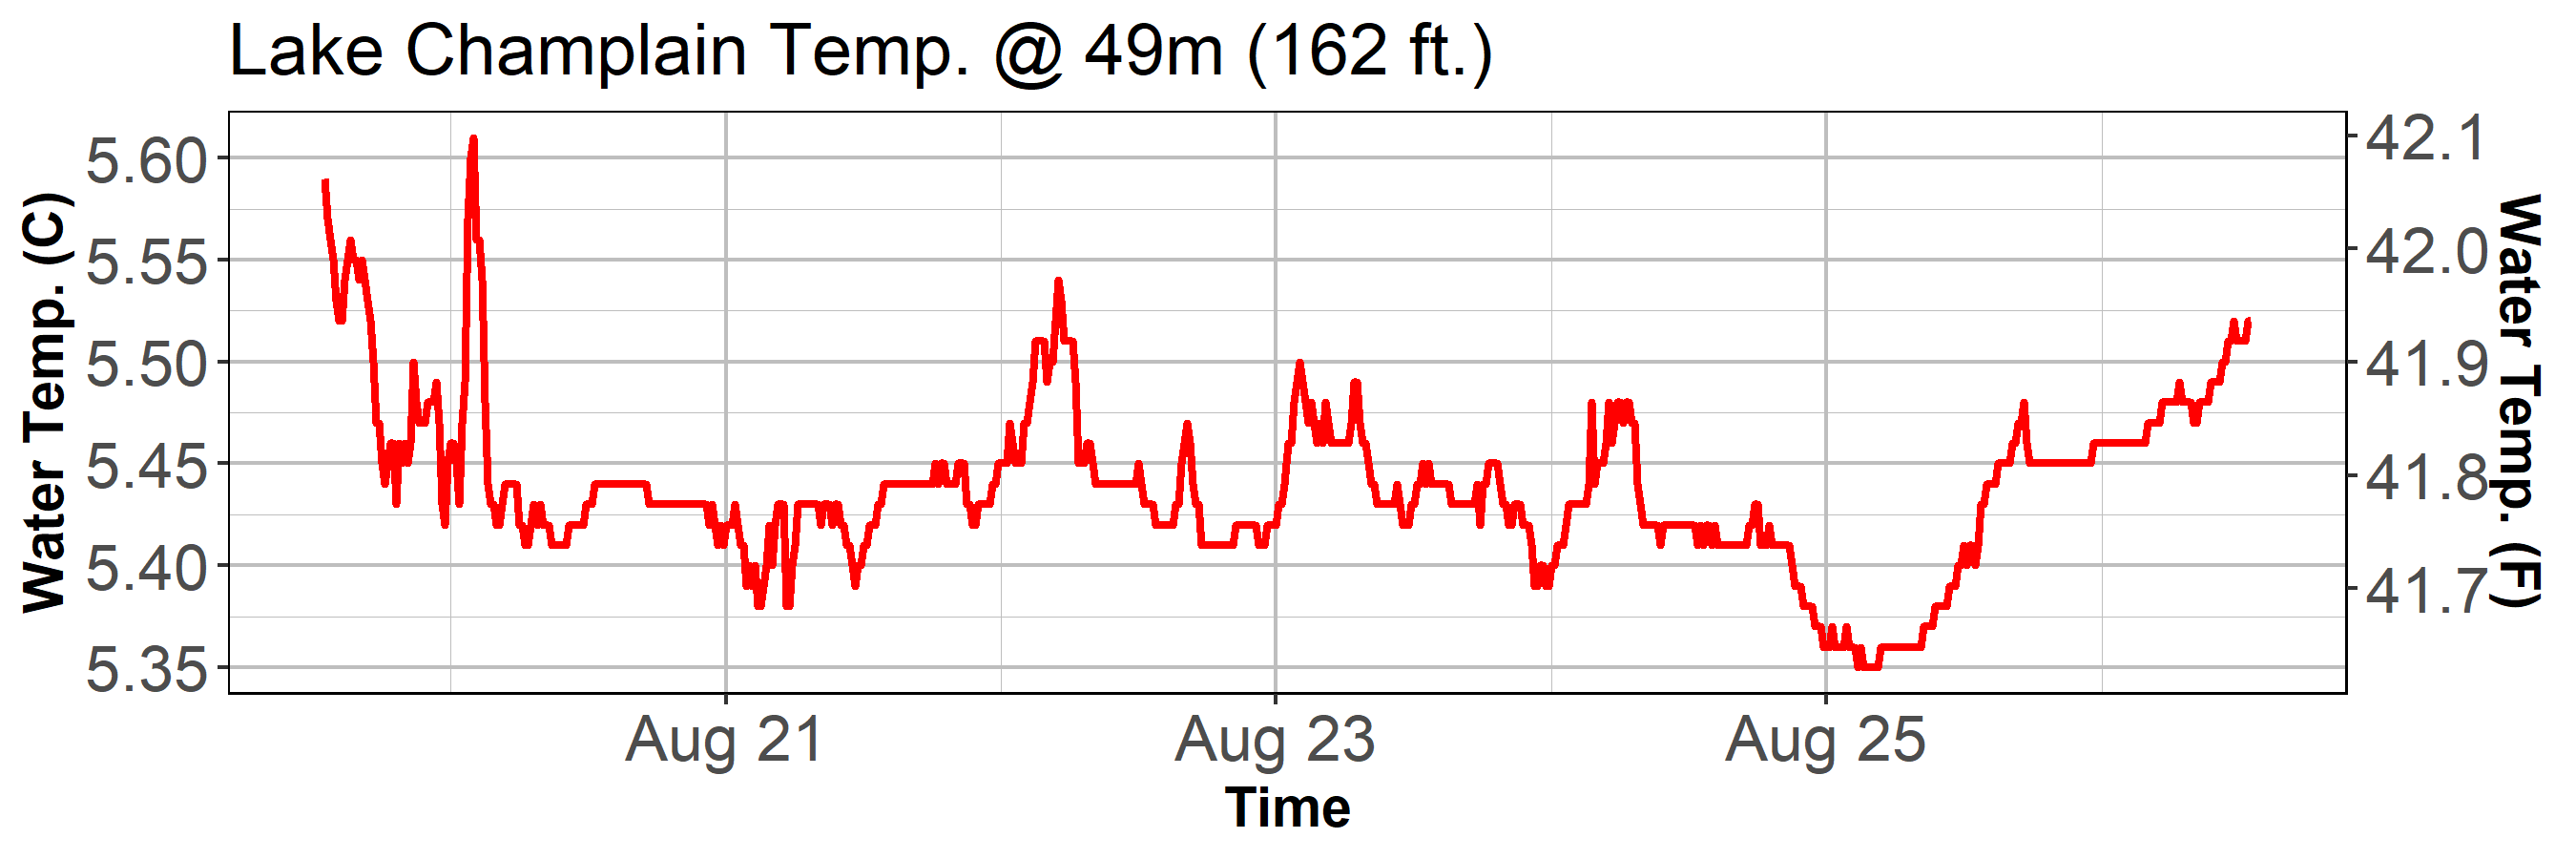 Lake Champlain Temp. @ 49m (162 ft.)
Water Temp. (C)
5.60
5.55
5.50
5.45
5.40
5.35
42.1
42.0
41.9
41.8
41.7
Water Temp. (F)
Aug 21
Aug 23
Aug 25
Time